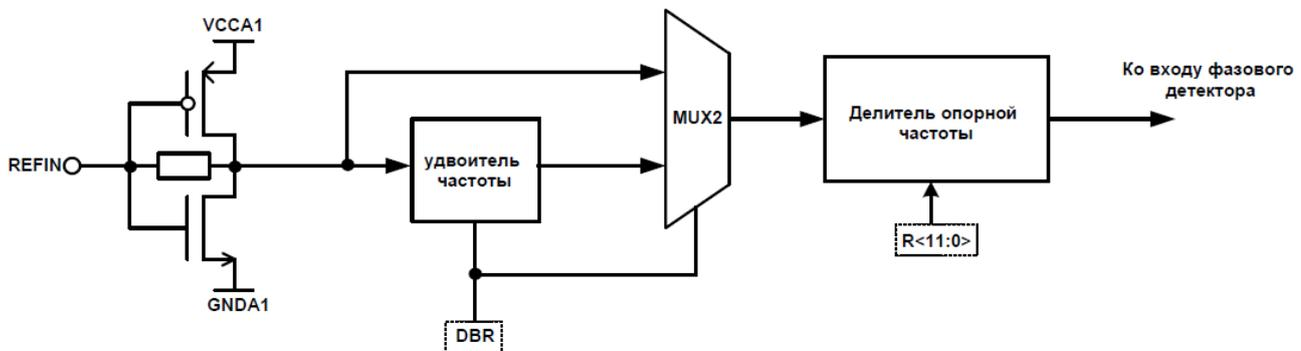 VCCA1
REFIN
GNDA1
удвоитель
частоты
DBR
MUX2
Делитель опорной
частоты
R<11:0>
Ко входу фазового
детектора